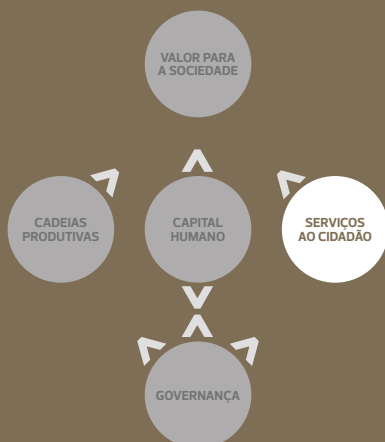 VALOR PARA
A SOCIEDADE
CADEIAS
PRODUTIVAS
CAPITAL
HUMANO
SERVIÇOS
AO CIDADÃO
GOVERNANÇA